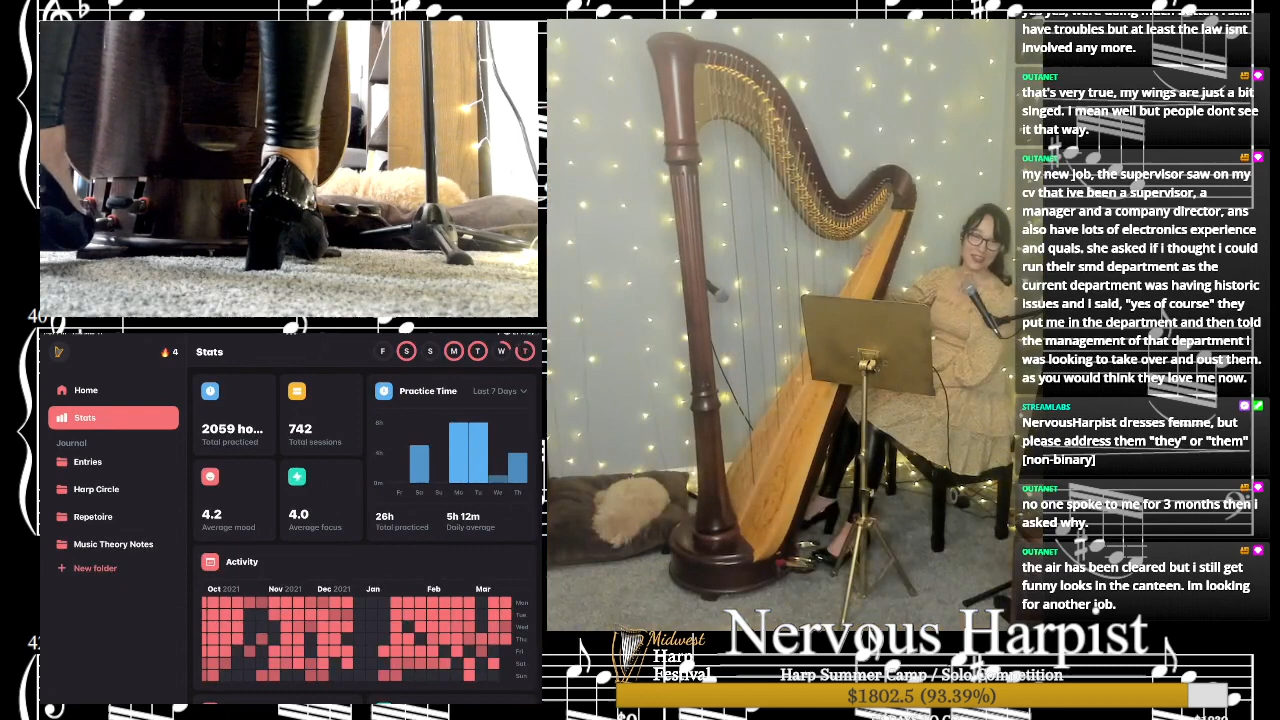 4
Stats
F S S M T W T
Home
Stats
Journal
Entries
Harp Circle
Repetoire
Music Theory Notes
New folder
2059 ho...
Total practiced
742
Total sessions
4.2
Average mood
4.0
Average focus
Practice Time
Last 7 Days
0m
Fr Sa Su Mo Tu We Th
26h
Total practiced
5h 12m
Daily average
Activity
Oct 2021 Nov 2021 Dec 2021 Jan Feb Mar
Mon
Tue
Wed
Thu
Fri
Sat
Sun
have troubles but at least the law isnt
involved any more.
OUTANET
that's very true, my wings are just a bit
singed. I mean well but people dont see
it that way.
OUTANET
my new job, the supervisor saw on my
cv that ive been a supervisor, a
manager and a company director, ans
also have lots of electronics experience
and quals. she asked if i thought i could
run their smd department as the
current department was having historic
issues and I said, "yes of course" they
put me in the department and then told
the management of that department i
was looking to take over and oust them.
as you would think they love me now.
STREAMLABS
NervousHarpist dresses femme, but
please address them "they" or "them"
[non-binary]
OUTANET
no one spoke to me for 3 months then i
asked why.
OUTANET
the air has been cleared but i still get
funny looks in the canteen. Im looking
for another job.
Nervous Harpist
Midwest
Harp
Festival
Harp Summer Camp / Solo Competition
$1802.5 (93.39%)